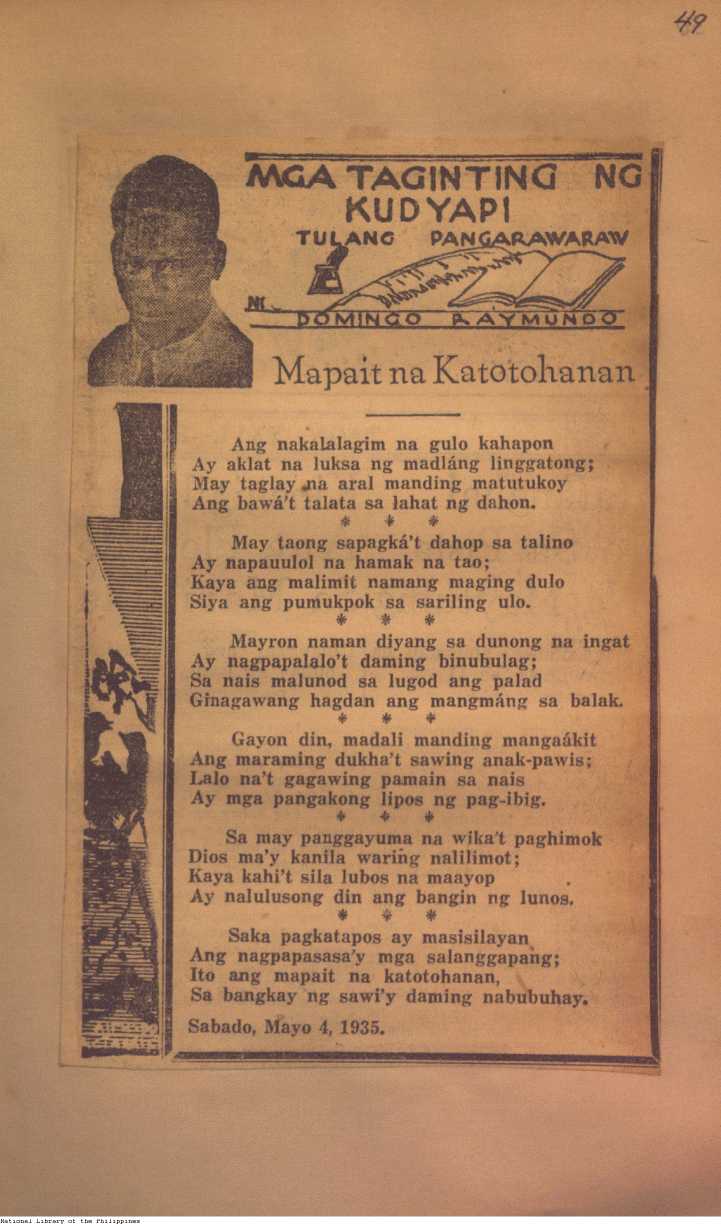 49
MGA TAGINTING NG
KUDYAPI
TULANG PANGARAWARAW
NI
DOMINGO RAYMUNDO
Mapait na Katotohanan
Ang nakalalagim na gulo kahapon
Ay aklat na luksa ng madláng linggatong;
May taglay na aral manding matutukoy
Ang bawá't talata sa lahat ng dahon.
* * *
May taong sapagká't dahop sa talino
Ay napauulol na hamak na tao;
Kaya ang malimit namang maging dulo
Siya ang pumukpok sa sariling ulo.
* * *
Mayron naman diyang sa dunong na ingat
Ay nagpapalalo't daming binubulag;
Sa nais malunod sa lugod ang palad
Ginagawang hagdan ang mangmáng sa balak.
* * *
Gayon din, madali manding mangaákit
Ang maraming dukha't sawing anak-pawis;
Lalo na't gagawing pamain sa nais
Ay mga pangakong lipos ng pag-ibig.
* * *
Sa may panggayuma na wika't paghimok
Dios ma'y kanila waring nalilimot;
Kaya kahi't sila lubos na maayop
Ay nalulusong din ang bangin ng lunos.
* * *
Saka pagkatapos ay masisilayan
Ang nagpapasasa'y mga salanggapang;
Ito ang mapait na katotohanan,
Sa bangkay ng sawi'y daming nabubuhay.
Sabado, Mayo 4, 1935.
National Library of the Philippines